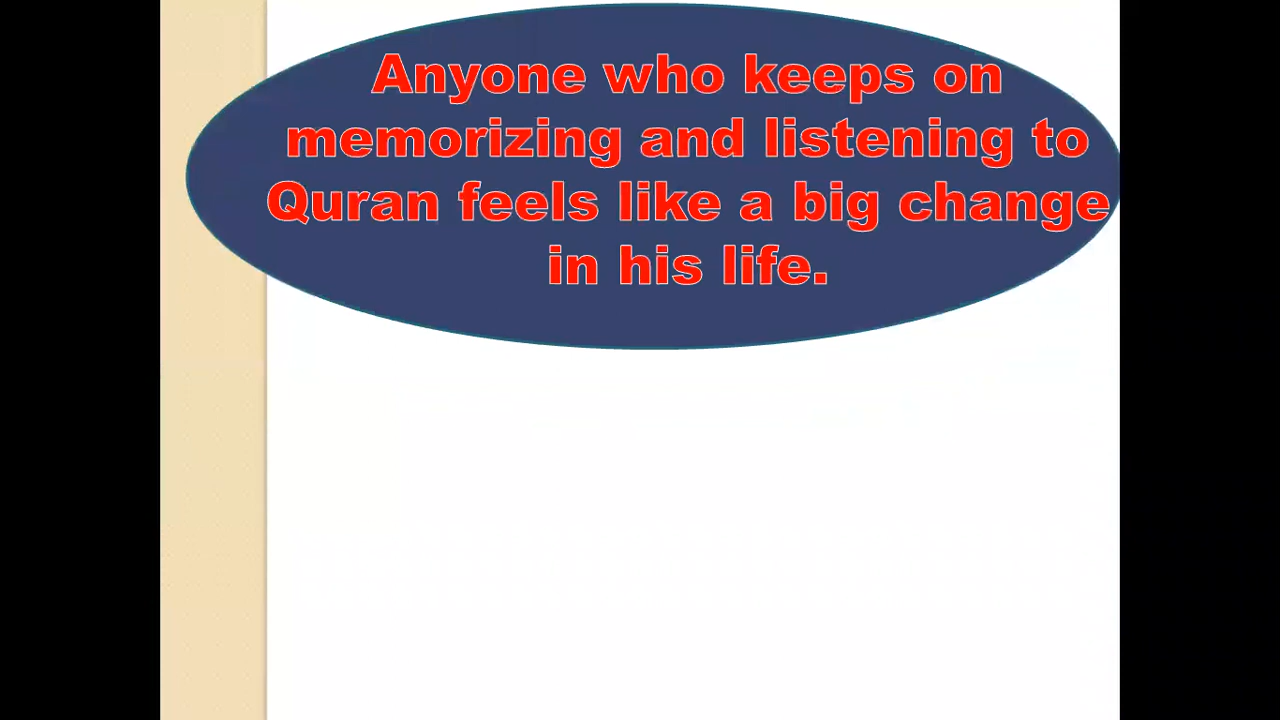 Anyone who keeps on
memorizing and listening to
Quran feels like a big change
in his life.